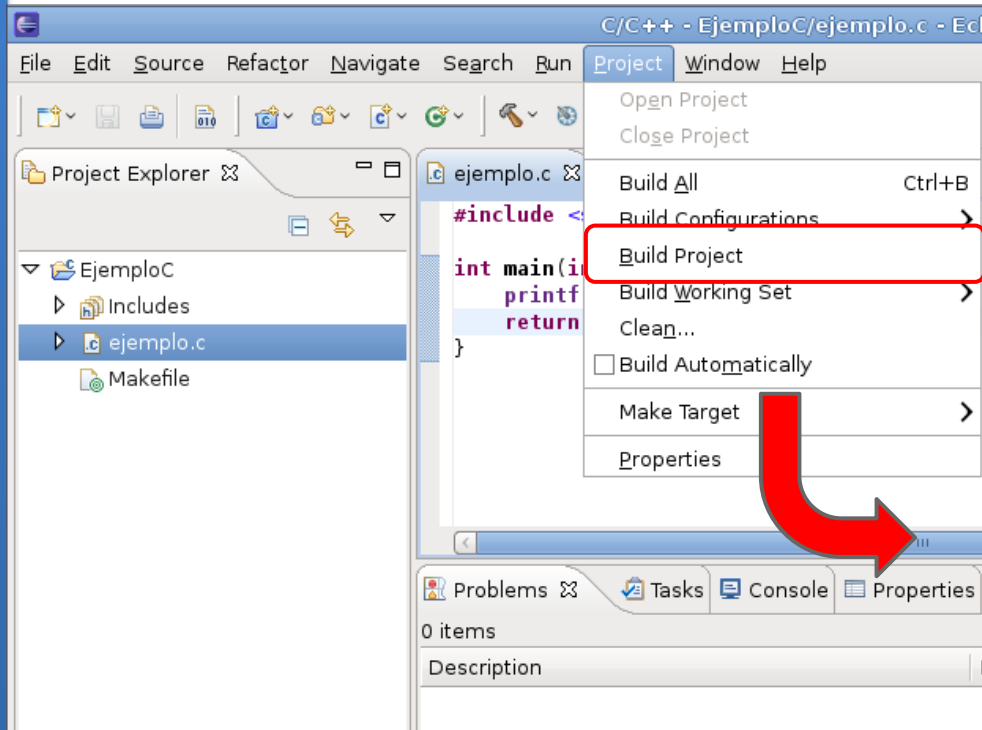 C/C++ - EjemploC/ejemplo.c - Ecl
File Edit Source Refactor Navigate Search Run Project Window Help
Open Project
Close Project
Build All Ctrl+B
Build Configurations
Build Project
Build Working Set
Clean...
Build Automatically
Make Target
Properties
010
Project Explorer
EjemploC
Includes
ejemplo.c
Makefile
ejemplo.c
#include <s
int main(i
printf
return
}
Problems Tasks Console Properties
0 items
Description